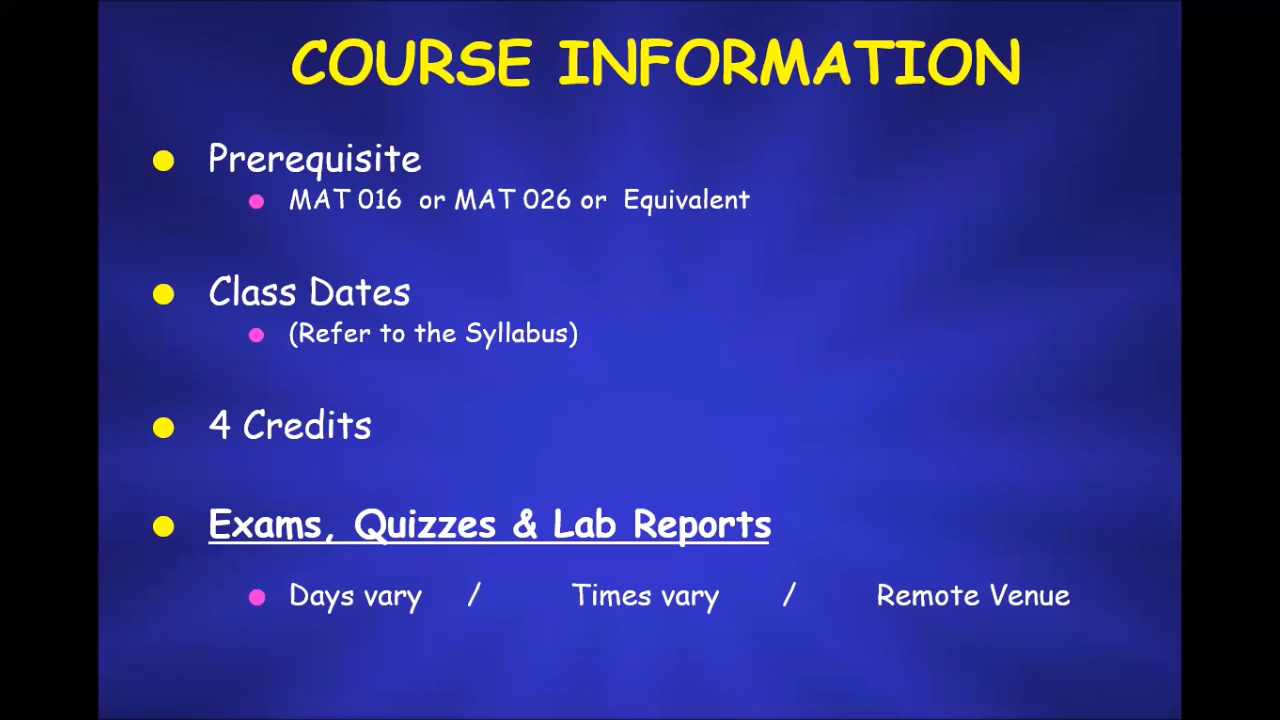 COURSE INFORMATION
Prerequisite
MAT 016 or MAT 026 or Equivalent
Class Dates
(Refer to the Syllabus)
4 Credits
Exams, Quizzes & Lab Reports
Days vary / Times vary / Remote Venue